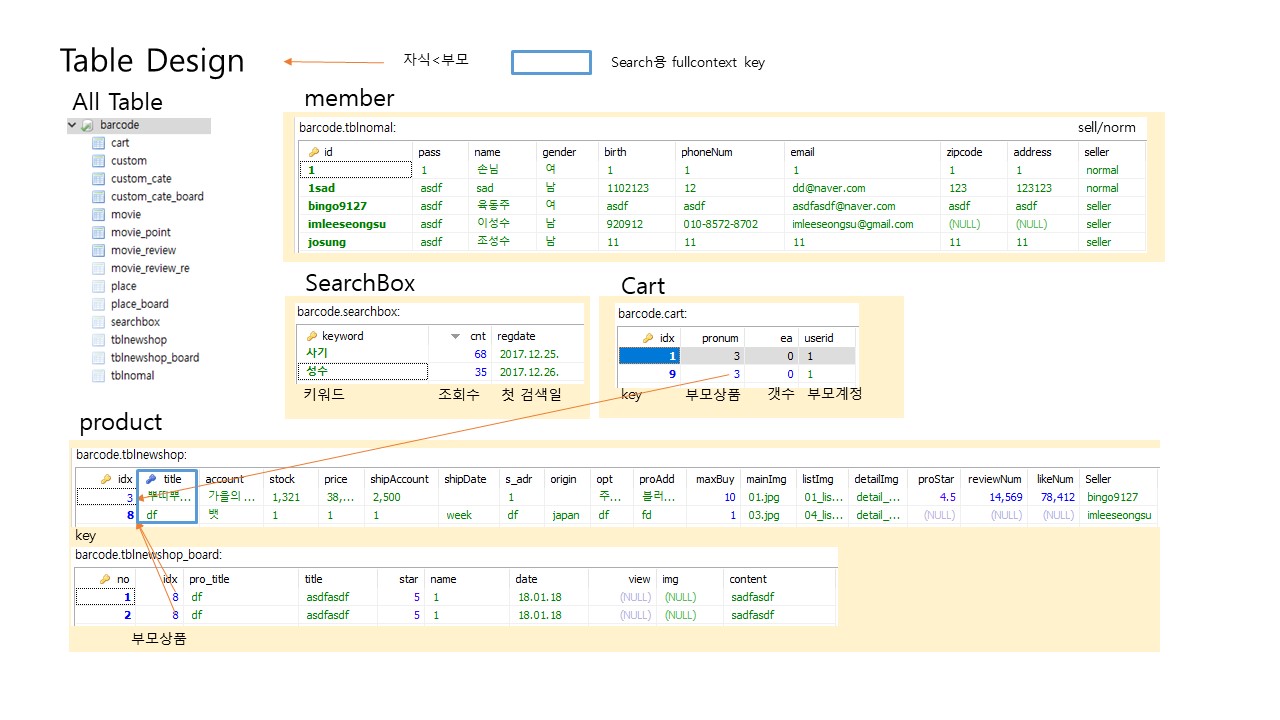 Table Design
자식<부모
Search용 fullcontext key
All Table
barcode
cart
custom
custom_cate
custom_cate_board
movie
movie_point
movie_review
movie_review_re
place
place_board
searchbox
tblnewshop
tblnewshop_board
tblnomal
member
barcode.tblnomal: sell/norm
id pass name gender birth phoneNum email zipcode address seller
1 1 손님 여 1 1 1 1 1 normal
1sad asdf sad 남 1102123 12 dd@naver.com 123 123123 normal
bingo9127 asdf 육동주 여 asdf asdf asdfasdf@naver.com asdf asdf seller
imleeseongsu asdf 이성수 남 920912 010-8572-8702 imleeseongsu@gmail.com (NULL) (NULL) seller
josung asdf 조성수 남 11 11 11 11 11 seller
SearchBox
barcode.searchbox:
keyword cnt regdate
사기 68 2017.12.25.
성수 35 2017.12.26.
키워드 조회수 첫 검색일
Cart
barcode.cart:
idx pronum ea userid
1 3 0 1
9 3 0 1
key 부모상품 갯수 부모계정
product
barcode.tblnewshop:
idx title account stock price shipAccount shipDate s_adr origin opt proAdd maxBuy mainImg listImg detailImg proStar reviewNum likeNum Seller
3 가을의 ... 1,321 38,... 2,500 1 주... 블러... 10 01.jpg 01_lis... detail_... 4.5 14,569 78,412 bingo9127
8 df 뱃 1 1 1 week df japan df fd 1 03.jpg 04_lis... detail_... (NULL) (NULL) (NULL) imleeseongsu
key
barcode.tblnewshop_board:
no idx pro_title title star name date view img content
1 8 df asdfasdf 5 1 18.01.18 (NULL) (NULL) sadfasdf
2 8 df asdfasdf 5 1 18.01.18 (NULL) (NULL) sadfasdf
부모상품